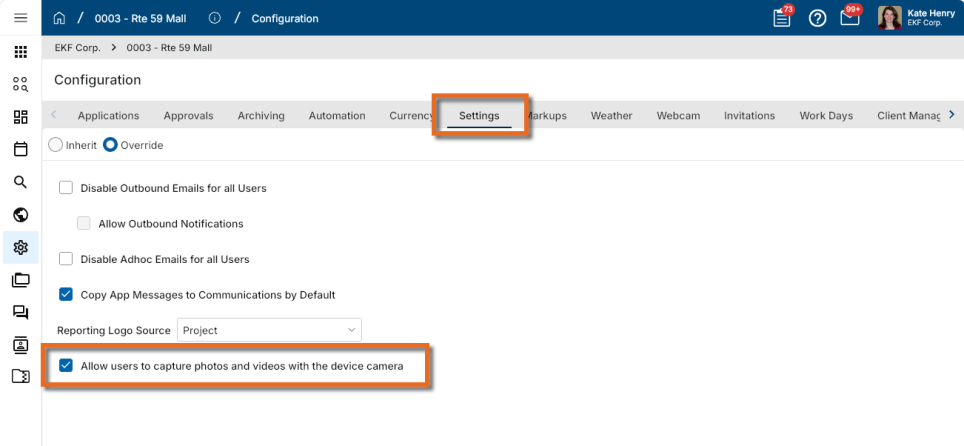 / 0003 - Rte 59 Mall / Configuration 73 99+ Kate Henry
EKF Corp.
EKF Corp. > 0003 - Rte 59 Mall
Configuration
Applications Approvals Archiving Automation Currency Settings Markups Weather Webcam Invitations Work Days Client Manag
Inherit Override
Disable Outbound Emails for all Users
Allow Outbound Notifications
Disable Adhoc Emails for all Users
Copy App Messages to Communications by Default
Reporting Logo Source Project
Allow users to capture photos and videos with the device camera